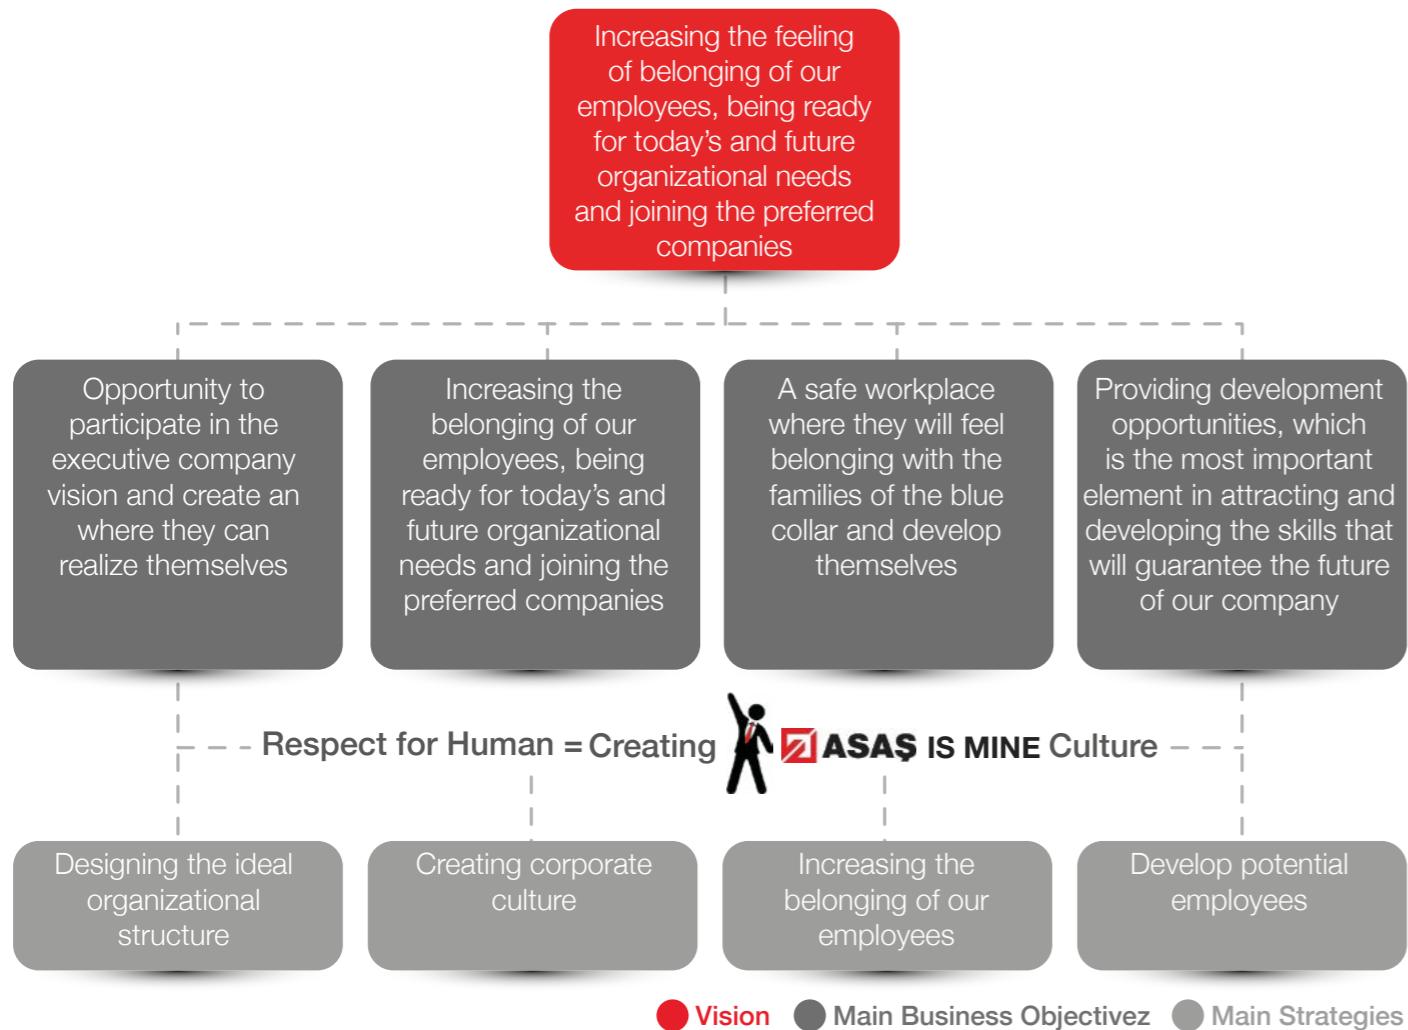 Increasing the feeling
of belonging of our
employees, being ready
for today's and future
organizational needs
and joining the preferred
companies
Opportunity to
participate in the
executive company
vision and create an
where they can
realize themselves
Increasing the
belonging of our
employees, being
ready for today's and
future organizational
needs and joining the
preferred companies
A safe workplace
where they will feel
belonging with the
families of the blue
collar and develop
themselves
Providing development
opportunities, which
is the most important
element in attracting and
developing the skills that
will guarantee the future
of our company
Respect for Human = Creating ASAŞ IS MINE Culture
Designing the ideal
organizational
structure
Creating corporate
culture
Increasing the
belonging of our
employees
Develop potential
employees
Vision Main Business Objectivez Main Strategies